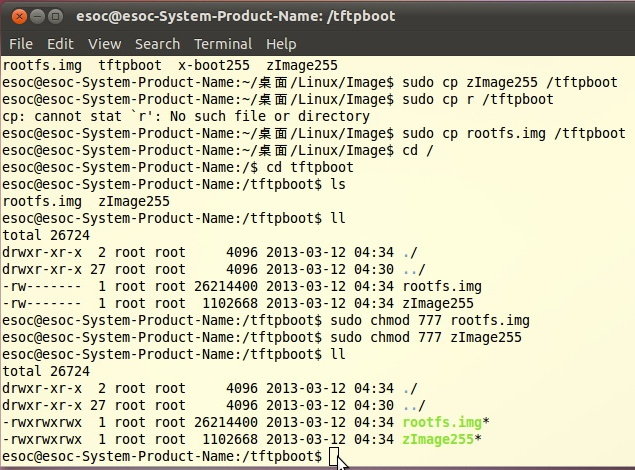 esoc@esoc-System-Product-Name: /tftpboot
File Edit View Search Terminal Help
rootfs.img  tftpboot  x-boot255  zImage255
esoc@esoc-System-Product-Name:~/桌面/Linux/Image$ sudo cp zImage255 /tftpboot
esoc@esoc-System-Product-Name:~/桌面/Linux/Image$ sudo cp r /tftpboot
cp: cannot stat `r': No such file or directory
esoc@esoc-System-Product-Name:~/桌面/Linux/Image$ sudo cp rootfs.img /tftpboot
esoc@esoc-System-Product-Name:~/桌面/Linux/Image$ cd /
esoc@esoc-System-Product-Name:/$ cd tftpboot
esoc@esoc-System-Product-Name:/tftpboot$ ls
rootfs.img  zImage255
esoc@esoc-System-Product-Name:/tftpboot$ ll
total 26724
drwxr-xr-x  2 root root     4096 2013-03-12 04:34 ./
drwxr-xr-x 27 root root     4096 2013-03-12 04:30 ../
-rw-------  1 root root 26214400 2013-03-12 04:34 rootfs.img
-rw-------  1 root root  1102668 2013-03-12 04:34 zImage255
esoc@esoc-System-Product-Name:/tftpboot$ sudo chmod 777 rootfs.img
esoc@esoc-System-Product-Name:/tftpboot$ sudo chmod 777 zImage255
esoc@esoc-System-Product-Name:/tftpboot$ ll
total 26724
drwxr-xr-x  2 root root     4096 2013-03-12 04:34 ./
drwxr-xr-x 27 root root     4096 2013-03-12 04:30 ../
-rwxrwxrwx  1 root root 26214400 2013-03-12 04:34 rootfs.img*
-rwxrwxrwx  1 root root  1102668 2013-03-12 04:34 zImage255*
esoc@esoc-System-Product-Name:/tftpboot$